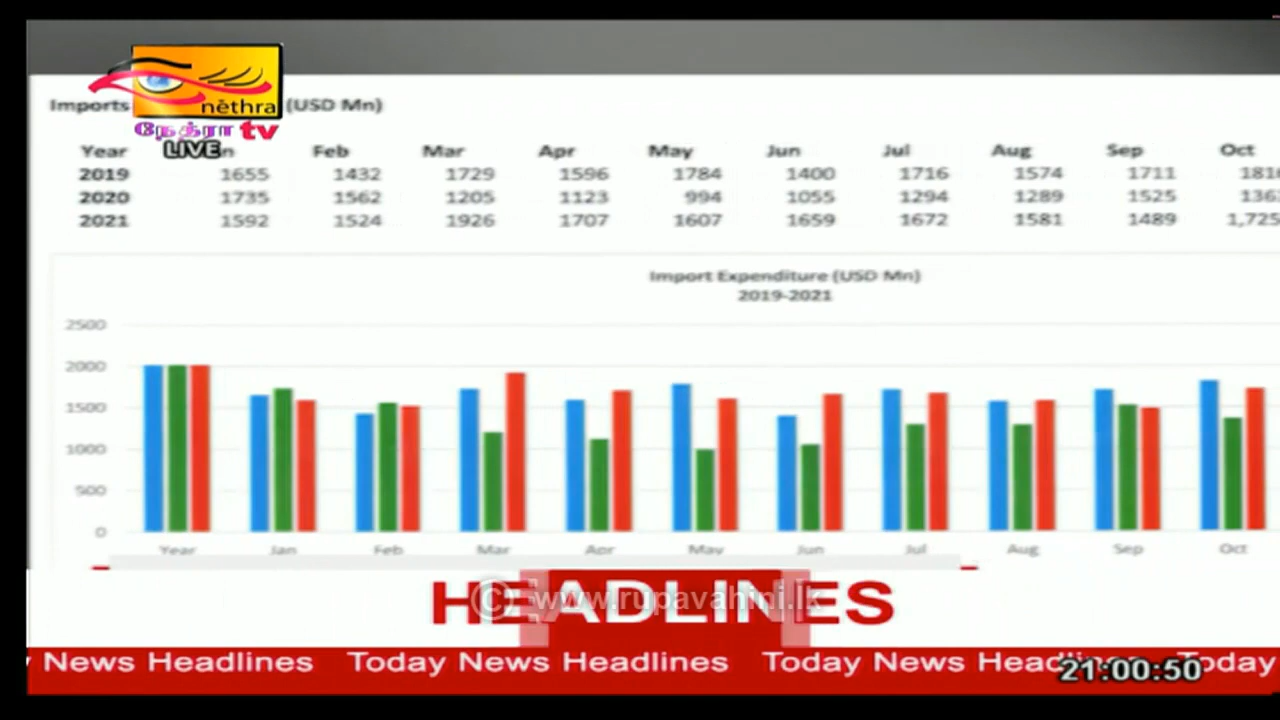 Imports (USD Mn)
nethra
நேத்ரா tv
LIVE
Year n Feb Mar Apr May Jun Jul Aug Sep Oct
2019 1655 1432 1729 1596 1784 1400 1716 1574 1711 181
2020 1735 1562 1205 1123 994 1055 1294 1289 1525 136
2021 1592 1524 1926 1707 1607 1659 1672 1581 1489 1,725
Import Expenditure (USD Mn)
2019-2021
2500
2000
1500
1000
500
0
Year Jan Feb Mar Apr May Jun Jul Aug Sep Oct
HEADLINES
© www.rupavahini.lk
y News Headlines Today News Headlines Today News Headlines Today
21:00:50